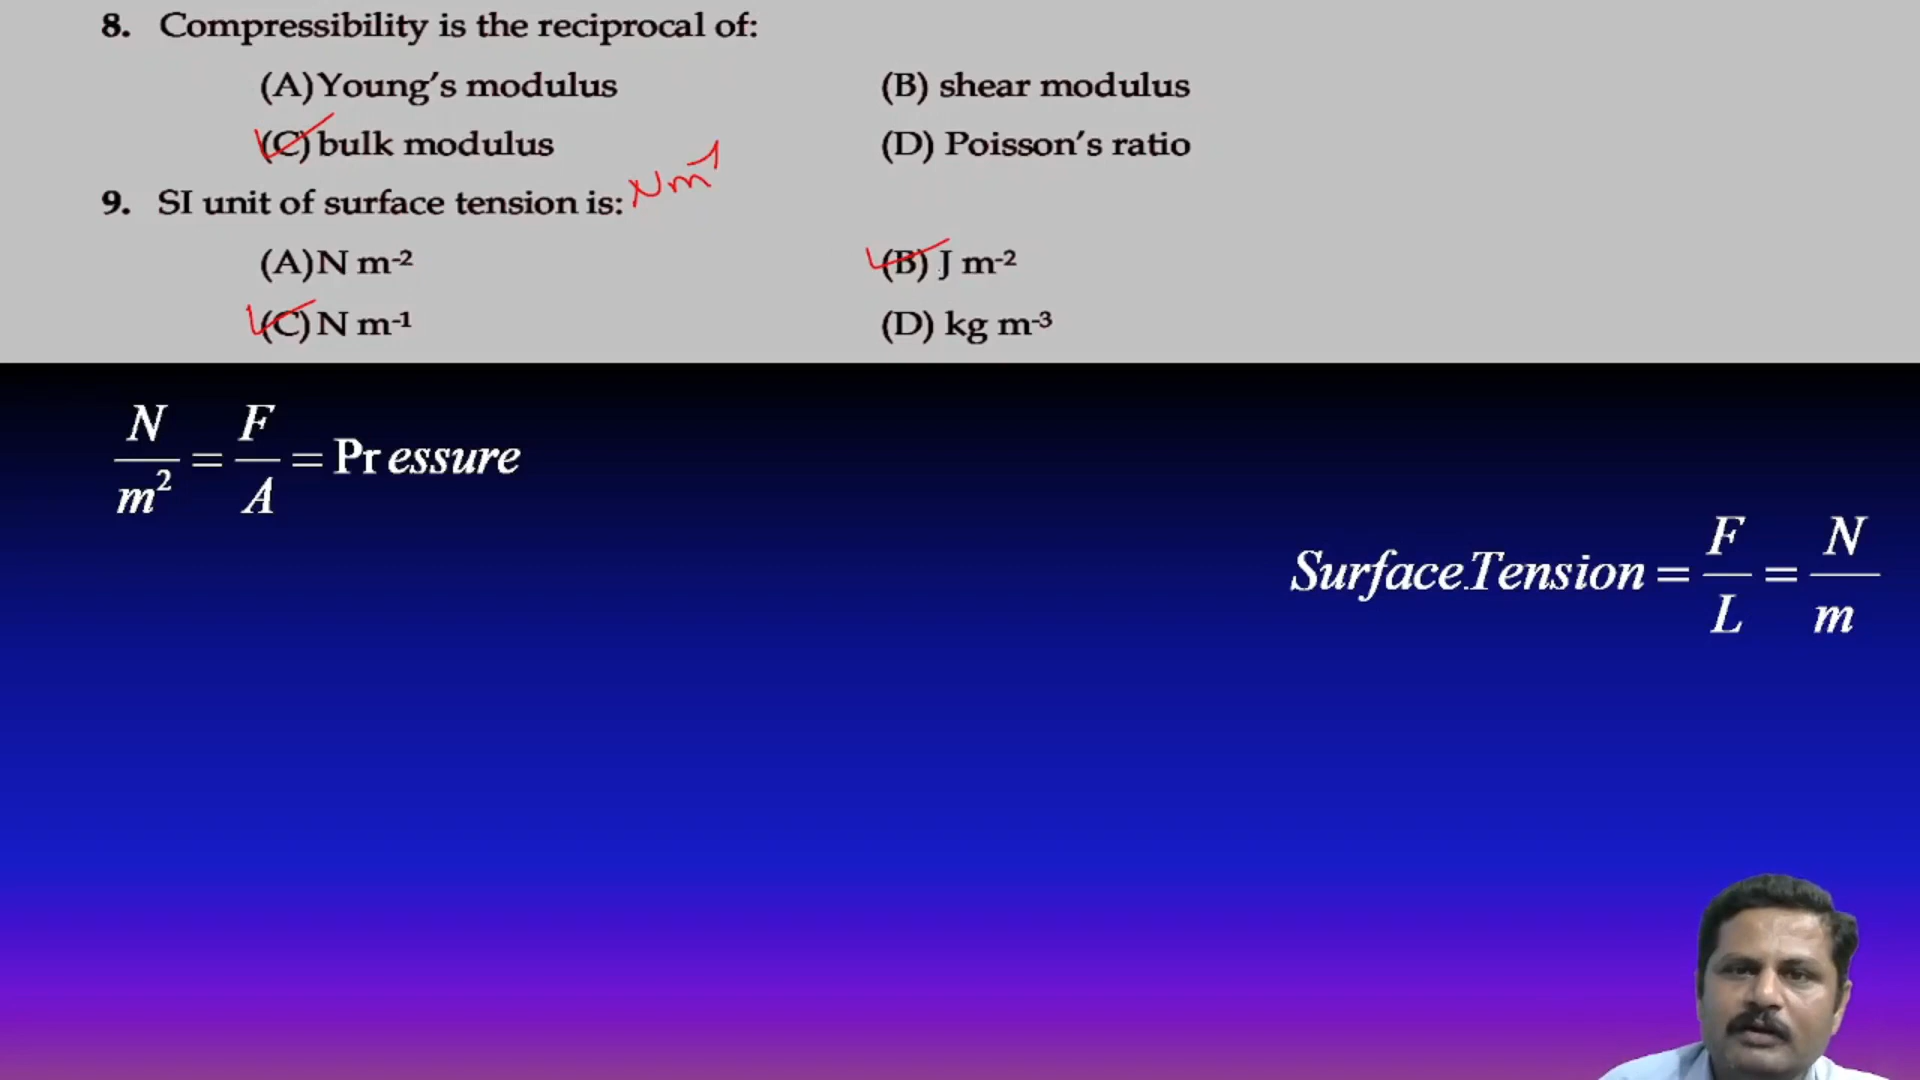 8. Compressibility is the reciprocal of:
(A) Young's modulus (B) shear modulus
(C) bulk modulus (D) Poisson's ratio
9. SI unit of surface tension is: Nm⁻¹
(A) N m⁻² (B) J m⁻²
(C) N m⁻¹ (D) kg m⁻³
N/m² = F/A = Pressure
Surface.Tension = F/L = N/m